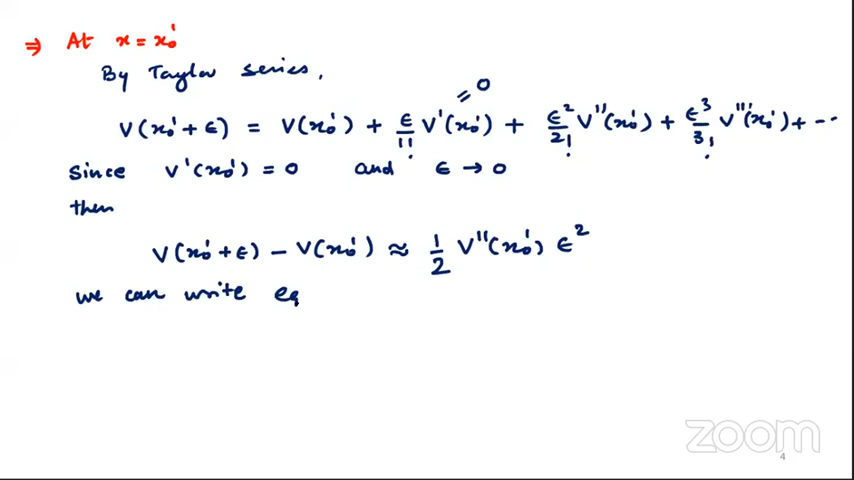 ⇒ At x = x₀'
By Taylor series,
V(x₀'+ε) = V(x₀') + ε/1! V'(x₀') + ε²/2! V''(x₀') + ε³/3! V'''(x₀') + ---
= 0
Since V'(x₀') = 0 and ε → 0
then
V(x₀'+ε) - V(x₀') ≈ 1/2 V''(x₀') ε²
we can write eq
zoom
4